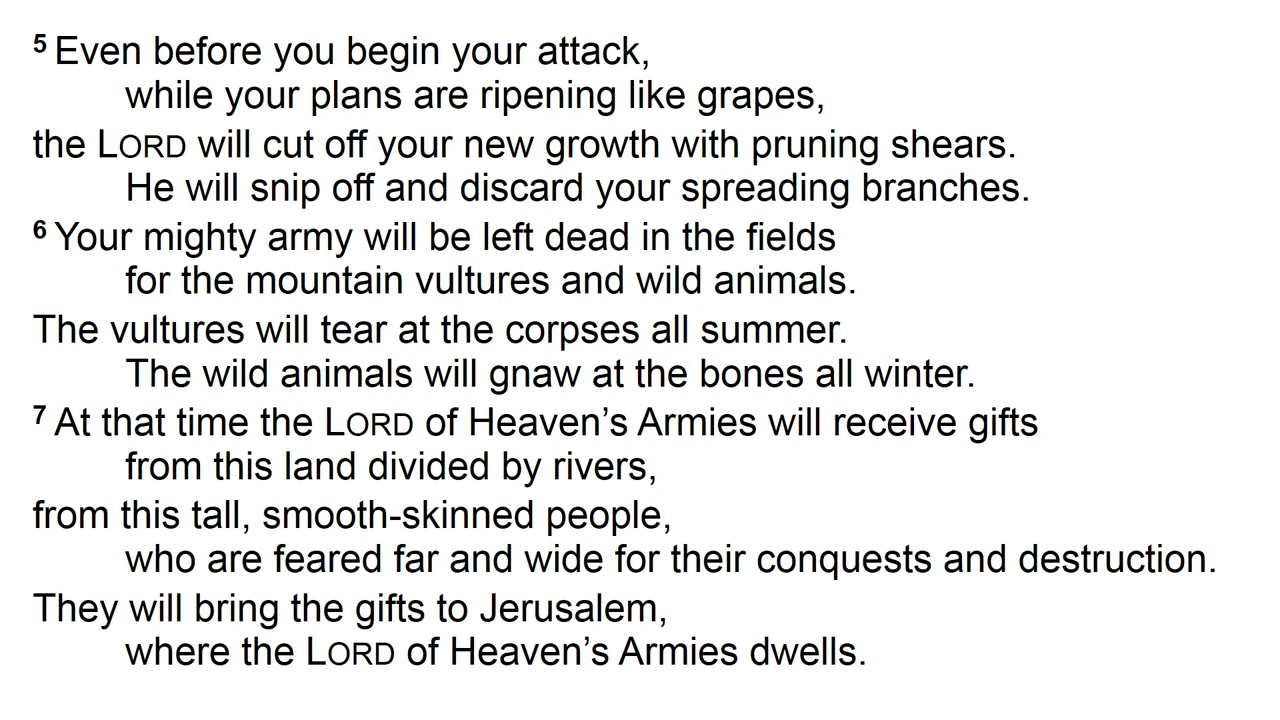 5 Even before you begin your attack,
while your plans are ripening like grapes,
the LORD will cut off your new growth with pruning shears.
He will snip off and discard your spreading branches.
6 Your mighty army will be left dead in the fields
for the mountain vultures and wild animals.
The vultures will tear at the corpses all summer.
The wild animals will gnaw at the bones all winter.
7 At that time the LORD of Heaven’s Armies will receive gifts
from this land divided by rivers,
from this tall, smooth-skinned people,
who are feared far and wide for their conquests and destruction.
They will bring the gifts to Jerusalem,
where the LORD of Heaven’s Armies dwells.